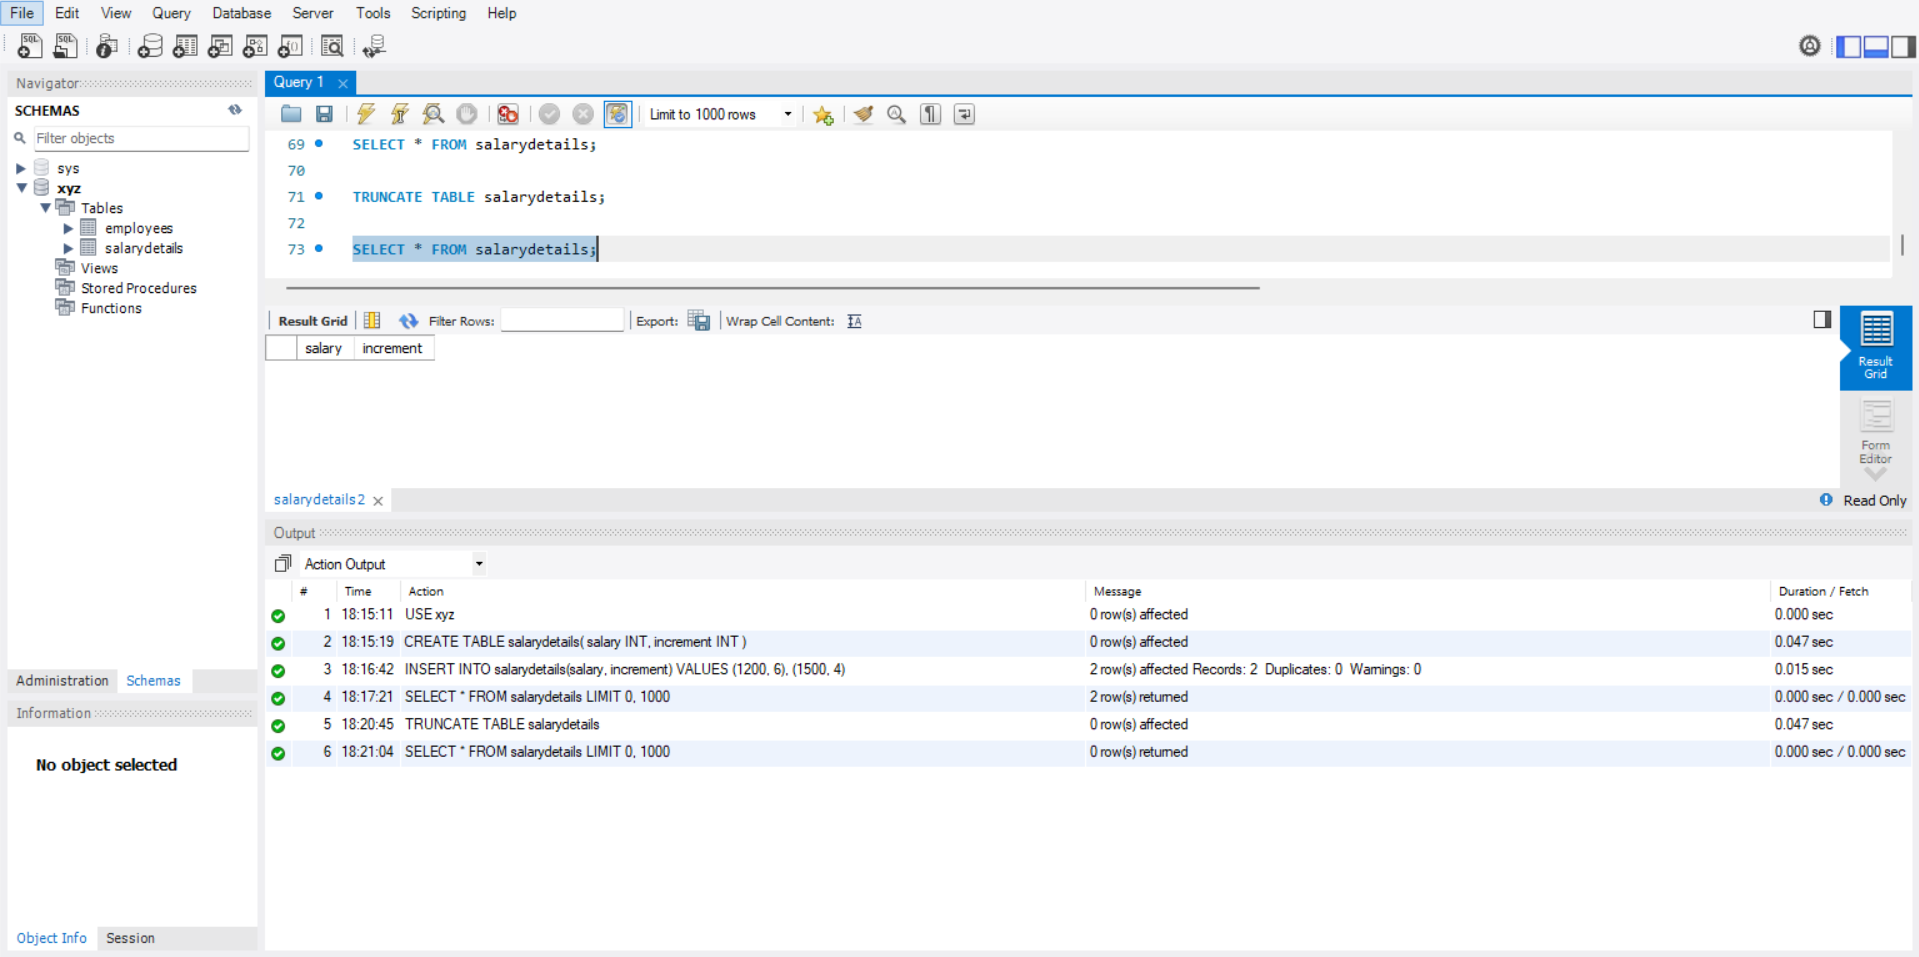 File Edit View Query Database Server Tools Scripting Help
Navigator
SCHEMAS
Filter objects
sys
xyz
Tables
employees
salarydetails
Views
Stored Procedures
Functions
Administration Schemas
Information
No object selected
Object Info Session
Query 1
Limit to 1000 rows
69 SELECT * FROM salarydetails;
70
71 TRUNCATE TABLE salarydetails;
72
73 SELECT * FROM salarydetails;
Result Grid Filter Rows: Export: Wrap Cell Content:
salary increment
Result
Grid
Form
Editor
salarydetails2
Read Only
Output
Action Output
# Time Action Message Duration / Fetch
1 18:15:11 USE xyz 0 row(s) affected 0.000 sec
2 18:15:19 CREATE TABLE salarydetails( salary INT, increment INT ) 0 row(s) affected 0.047 sec
3 18:16:42 INSERT INTO salarydetails(salary, increment) VALUES (1200, 6), (1500, 4) 2 row(s) affected Records: 2 Duplicates: 0 Warnings: 0 0.015 sec
4 18:17:21 SELECT * FROM salarydetails LIMIT 0, 1000 2 row(s) returned 0.000 sec / 0.000 sec
5 18:20:45 TRUNCATE TABLE salarydetails 0 row(s) affected 0.047 sec
6 18:21:04 SELECT * FROM salarydetails LIMIT 0, 1000 0 row(s) returned 0.000 sec / 0.000 sec